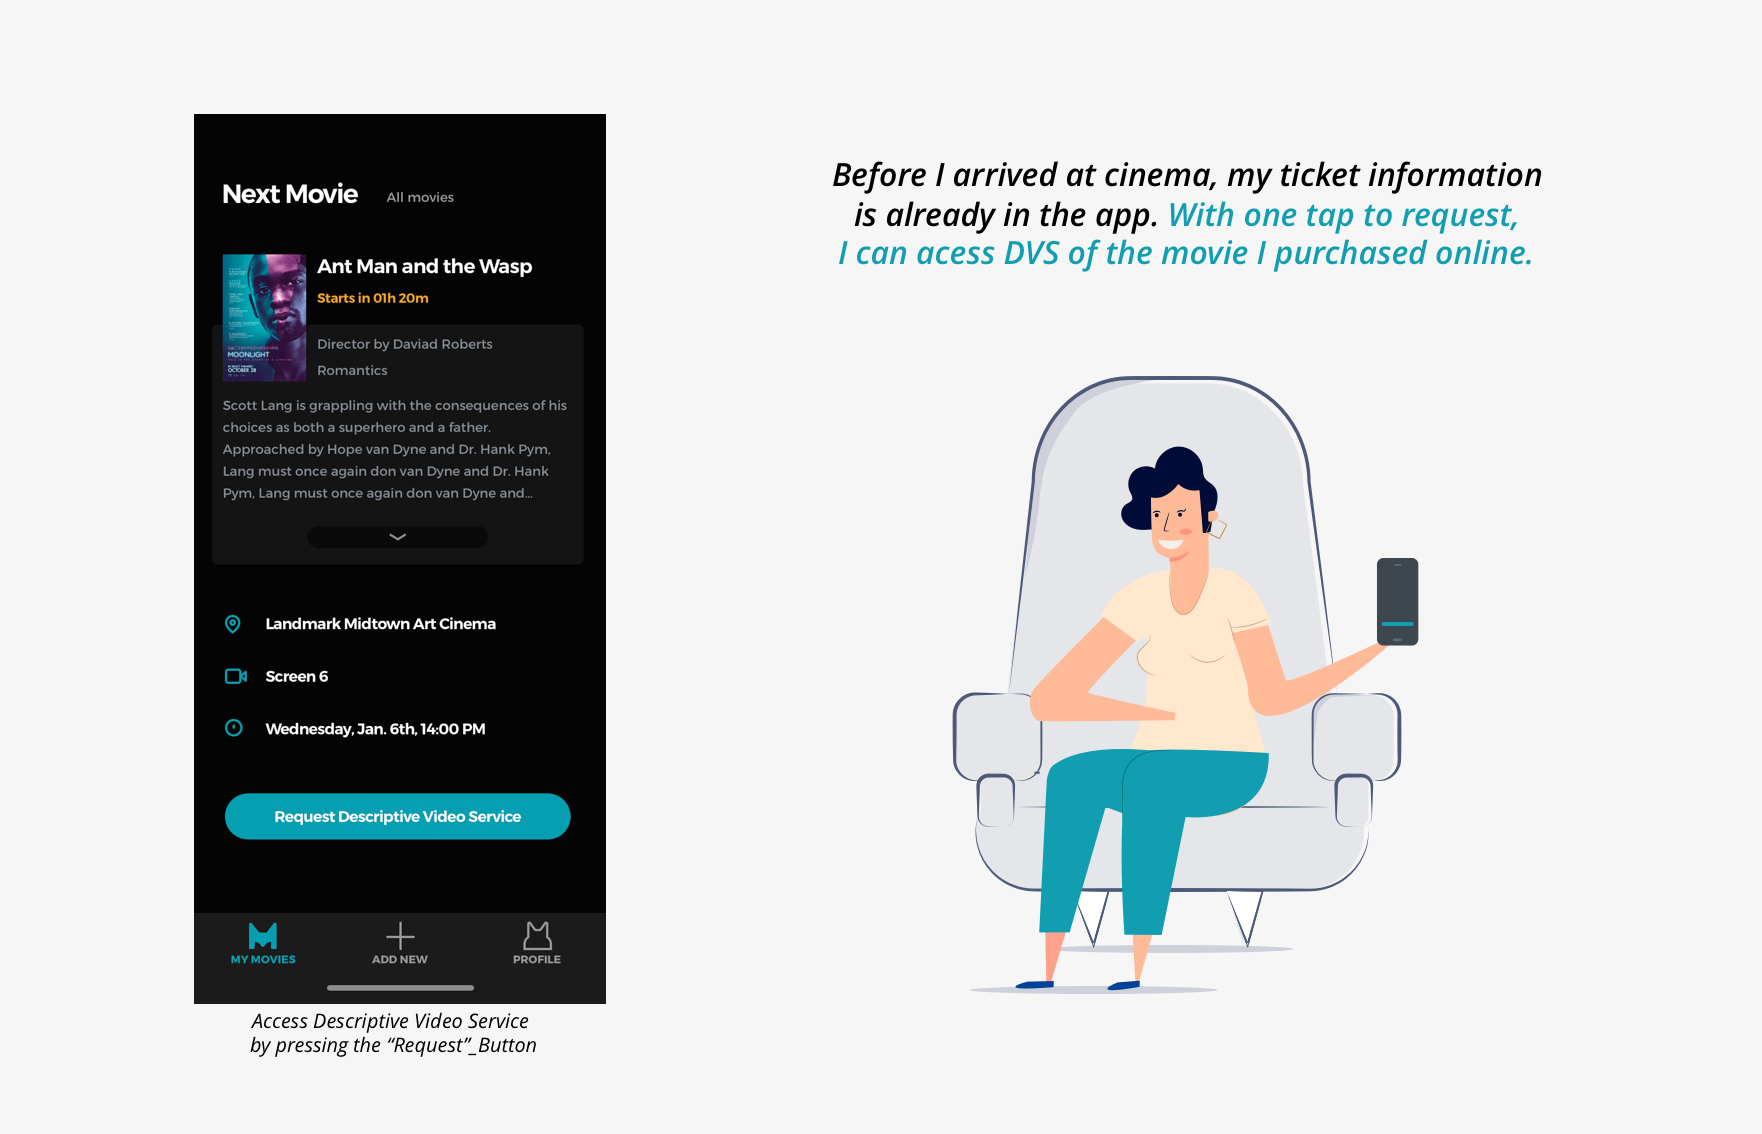 Next Movie All movies
Ant Man and the Wasp
Starts in 01h 20m
MOONLIGHT
OCTOBER 28
Director by Daviad Roberts
Romantics
Scott Lang is grappling with the consequences of his
choices as both a superhero and a father.
Approached by Hope van Dyne and Dr. Hank Pym,
Lang must once again don van Dyne and Dr. Hank
Pym, Lang must once again don van Dyne and...
Landmark Midtown Art Cinema
Screen 6
Wednesday, Jan. 6th, 14:00 PM
Request Descriptive Video Service
MY MOVIES ADD NEW PROFILE
Access Descriptive Video Service
by pressing the “Request”_Button
Before I arrived at cinema, my ticket information
is already in the app. With one tap to request,
I can acess DVS of the movie I purchased online.